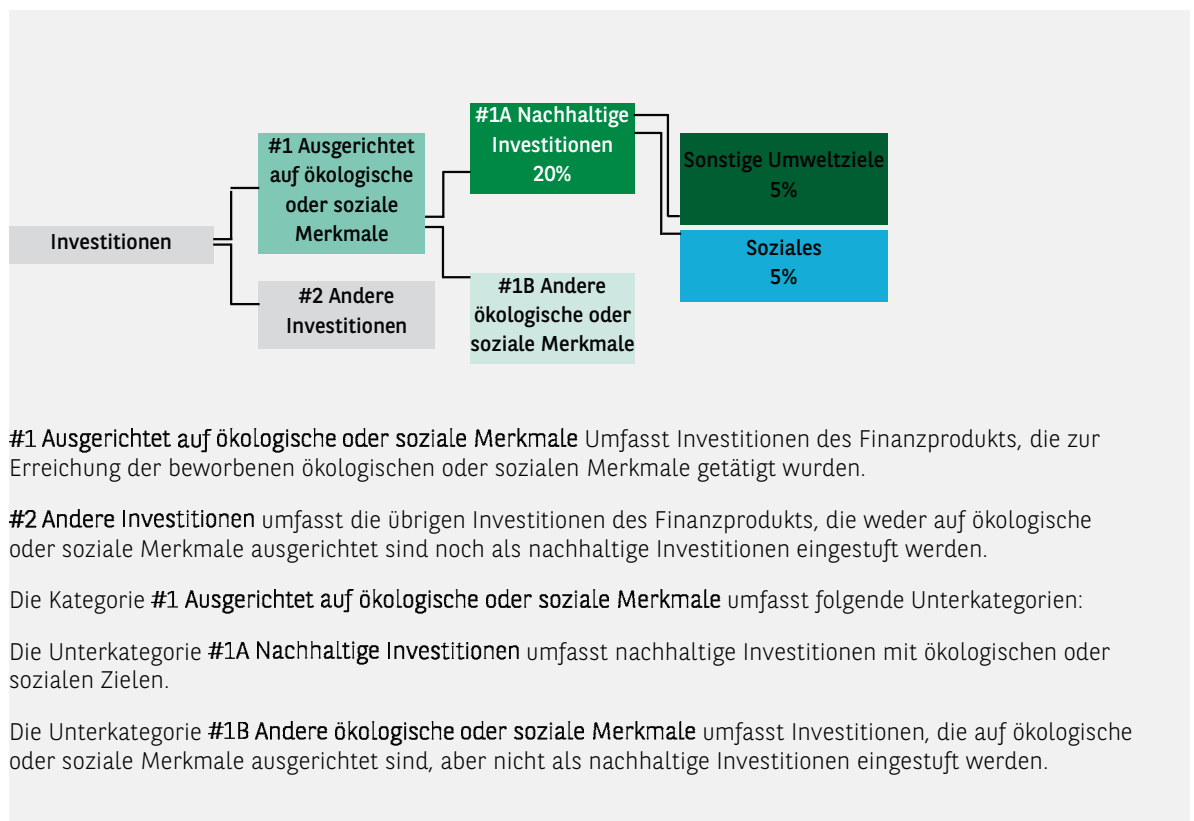 Investitionen
#1 Ausgerichtet
auf ökologische
oder soziale
Merkmale
#2 Andere
Investitionen
#1A Nachhaltige
Investitionen
20%
#1B Andere
ökologische oder
soziale Merkmale
Sonstige Umweltziele
5%
Soziales
5%
#1 Ausgerichtet auf ökologische oder soziale Merkmale Umfasst Investitionen des Finanzprodukts, die zur
Erreichung der beworbenen ökologischen oder sozialen Merkmale getätigt wurden.
#2 Andere Investitionen umfasst die übrigen Investitionen des Finanzprodukts, die weder auf ökologische
oder soziale Merkmale ausgerichtet sind noch als nachhaltige Investitionen eingestuft werden.
Die Kategorie #1 Ausgerichtet auf ökologische oder soziale Merkmale umfasst folgende Unterkategorien:
Die Unterkategorie #1A Nachhaltige Investitionen umfasst nachhaltige Investitionen mit ökologischen oder
sozialen Zielen.
Die Unterkategorie #1B Andere ökologische oder soziale Merkmale umfasst Investitionen, die auf ökologische
oder soziale Merkmale ausgerichtet sind, aber nicht als nachhaltige Investitionen eingestuft werden.